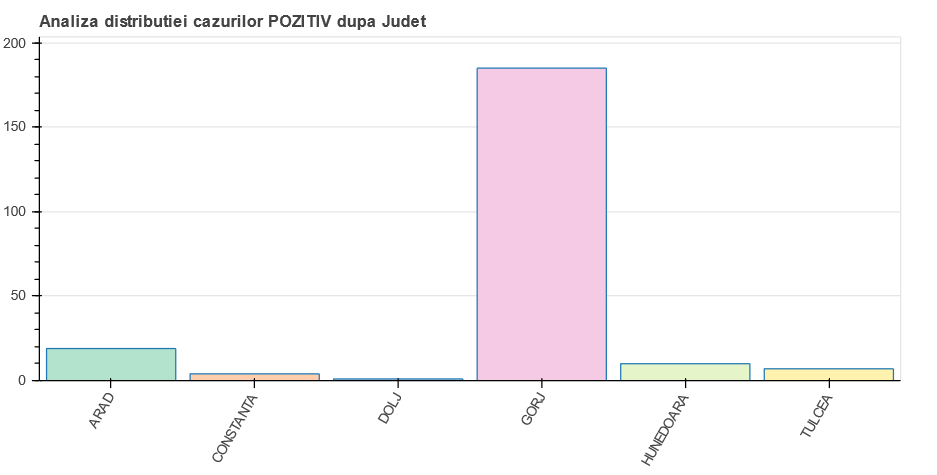 Analiza distributiei cazurilor POZITIV dupa Judet
200
150
100
50
0
ARAD
CONSTANTA
DOLJ
GORJ
HUNEDOARA
TULCEA